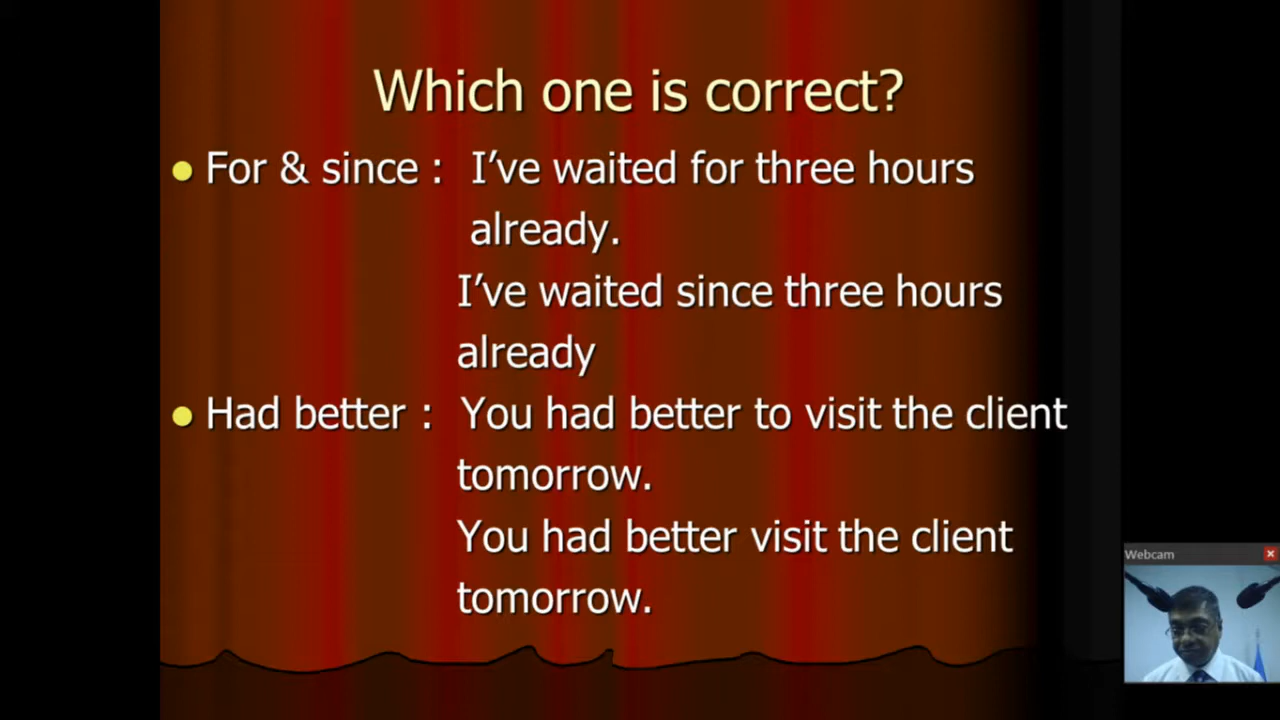 Which one is correct?
For & since : I've waited for three hours
already.
I've waited since three hours
already
Had better : You had better to visit the client
tomorrow.
You had better visit the client
tomorrow.
Webcam